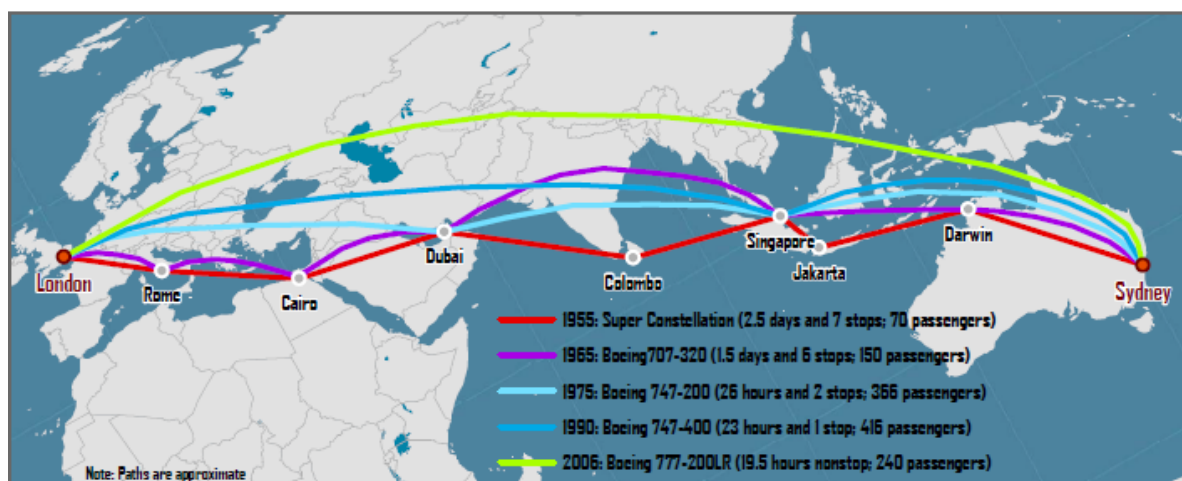 London
Rome
Cairo
Dubai
Colombo
Singapore
Jakarta
Darwin
Sydney
1955: Super Constellation (2.5 days and 7 stops; 70 passengers)
1965: Boeing707-320 (1.5 days and 6 stops; 150 passengers)
1975: Boeing 747-200 (26 hours and 2 stops; 366 passengers)
1990: Boeing 747-400 (23 hours and 1 stop; 416 passengers)
2006: Boeing 777-200LR (19.5 hours nonstop; 240 passengers)
Note: Paths are approximate